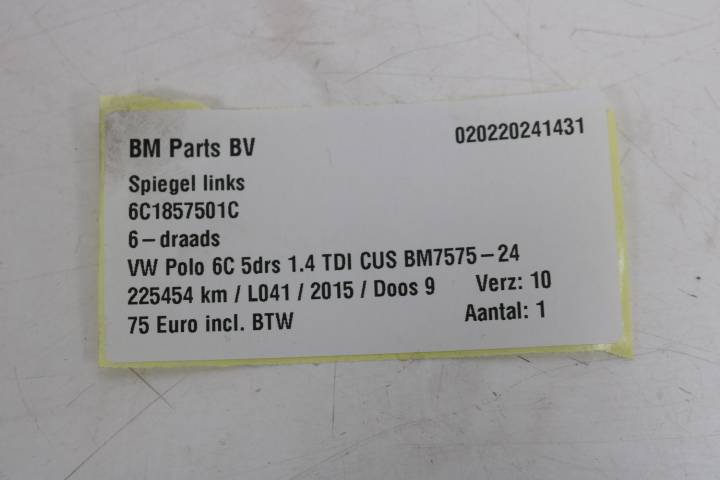 BM Parts BV 020220241431
Spiegel links
6C1857501C
6-draads
VW Polo 6C 5drs 1.4 TDI CUS BM7575-24
225454 km / L041 / 2015 / Doos 9 Verz: 10
75 Euro incl. BTW Aantal: 1